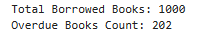 Total Borrowed Books: 1000
Overdue Books Count: 202